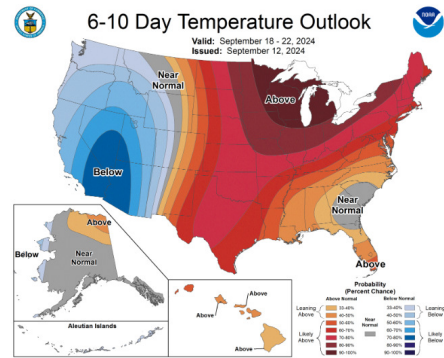 6-10 Day Temperature Outlook
NOAA
Valid: September 18 - 22, 2024
Issued: September 12, 2024
Near
Normal
Above
Below
Near
Normal
Above
Above
Below
Near
Normal
Aleutian Islands
Above
Above
Above
Probability
(Percent Chance)
Above Normal
Below Normal
Leaning
Above
Likely
Above
33-40%
40-50%
50-60%
60-70%
70-80%
80-90%
90-100%
Near
Normal
33-40%
40-50%
50-60%
60-70%
70-80%
80-90%
90-100%
Leaning
Below
Likely
Below